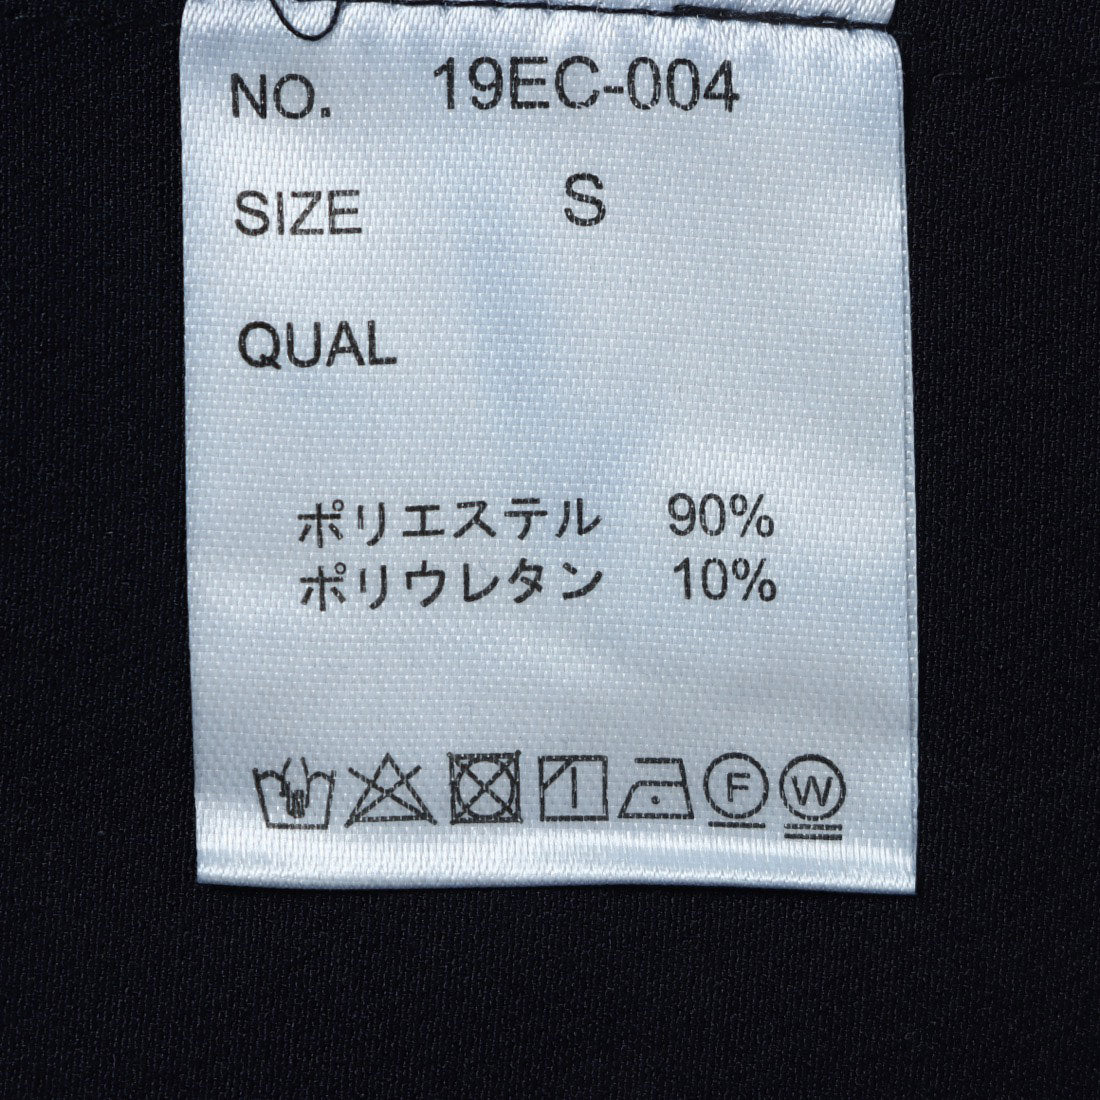 NO. 19EC-004
SIZE S
QUAL
ポリエステル 90%
ポリウレタン 10%
F W